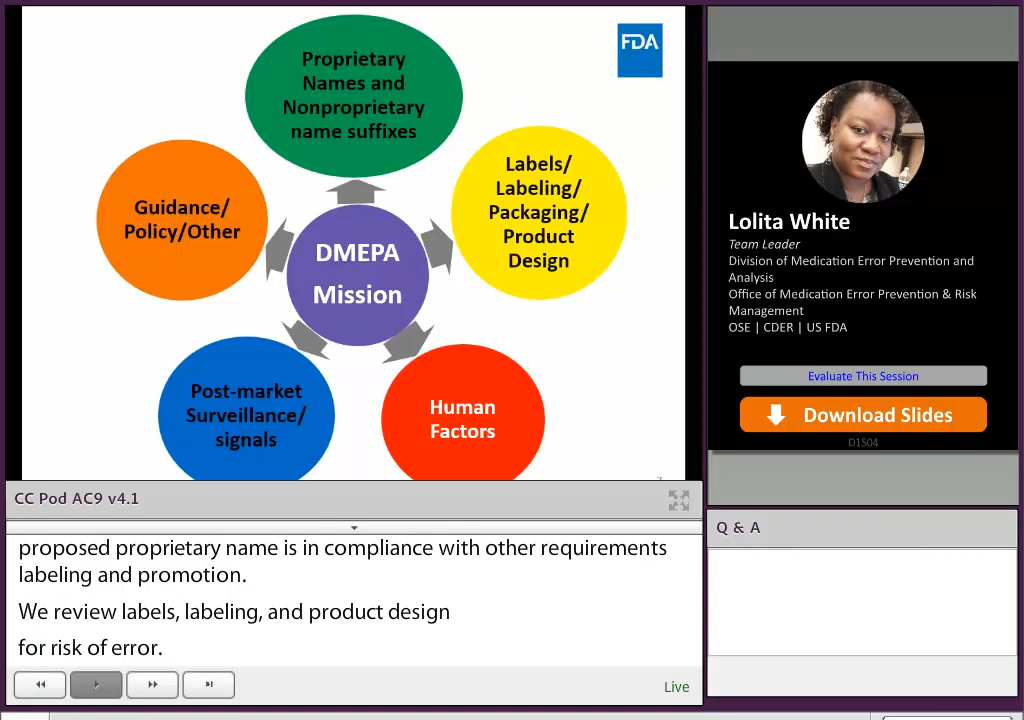 Proprietary
Names and
Nonproprietary
name suffixes
FDA
Labels/
Labeling/
Packaging/
Product
Design
Guidance/
Policy/Other
DMEPA
Mission
Post-market
Surveillance/
signals
Human
Factors
Lolita White
Team Leader
Division of Medication Error Prevention and
Analysis
Office of Medication Error Prevention & Risk
Management
OSE | CDER | US FDA
Evaluate This Session
Download Slides
D1S04
CC Pod AC9 v4.1
proposed proprietary name is in compliance with other requirements
labeling and promotion.
We review labels, labeling, and product design
for risk of error.
Live
Q & A